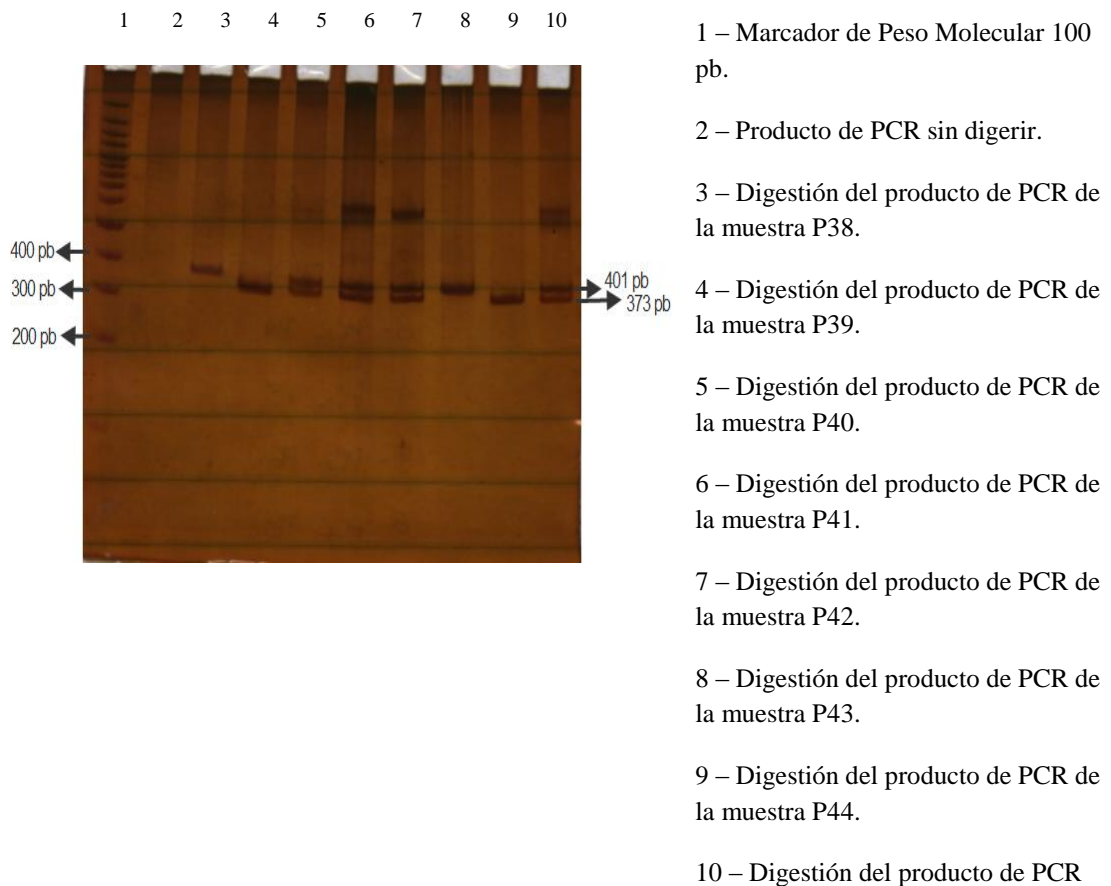 1 2 3 4 5 6 7 8 9 10
400 pb
300 pb
200 pb
401 pb
373 pb
1 – Marcador de Peso Molecular 100
pb.
2 – Producto de PCR sin digerir.
3 – Digestión del producto de PCR de
la muestra P38.
4 – Digestión del producto de PCR de
la muestra P39.
5 – Digestión del producto de PCR de
la muestra P40.
6 – Digestión del producto de PCR de
la muestra P41.
7 – Digestión del producto de PCR de
la muestra P42.
8 – Digestión del producto de PCR de
la muestra P43.
9 – Digestión del producto de PCR de
la muestra P44.
10 – Digestión del producto de PCR